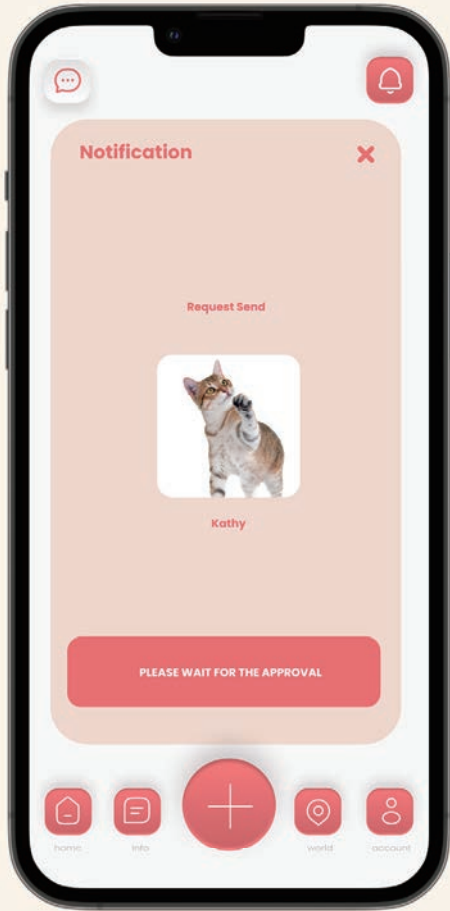 Notification
Request Send
Kathy
PLEASE WAIT FOR THE APPROVAL
home
info
world
account